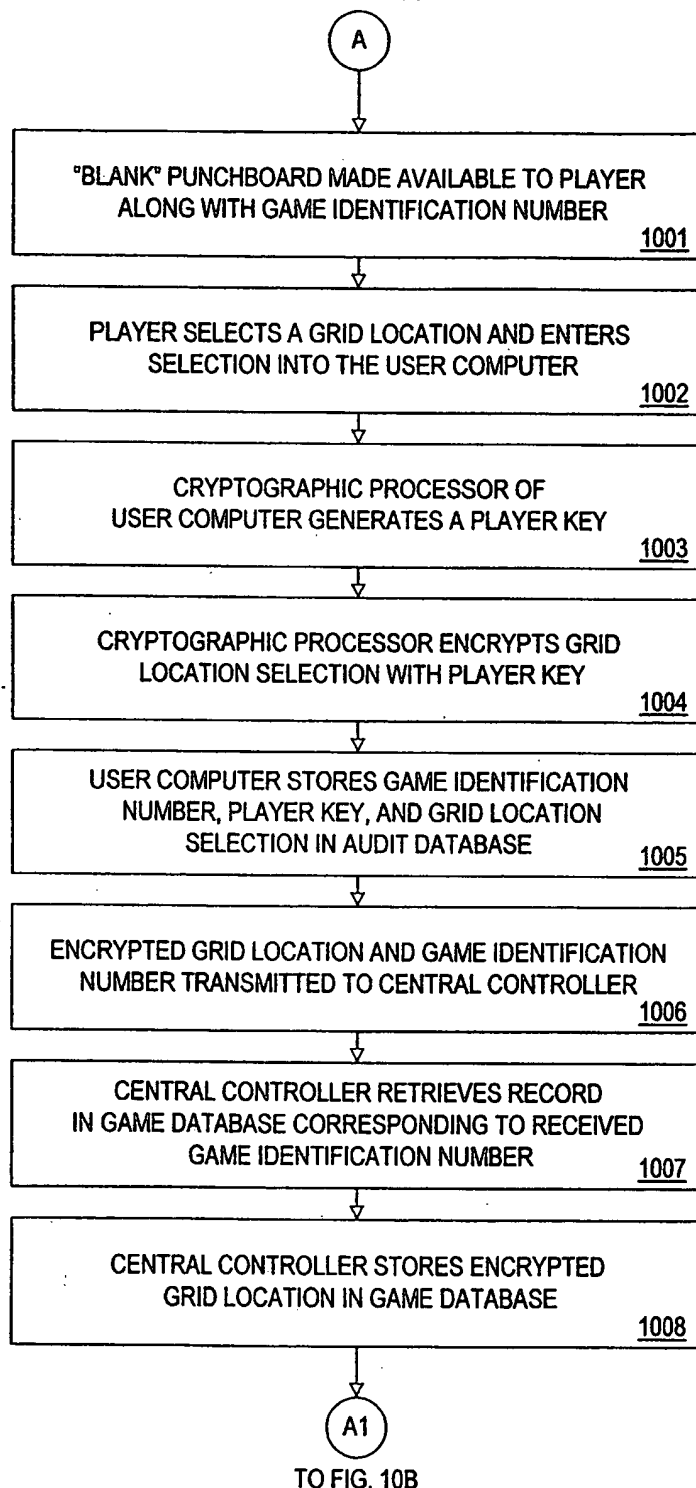 A
"BLANK" PUNCHBOARD MADE AVAILABLE TO PLAYER
ALONG WITH GAME IDENTIFICATION NUMBER
1001
PLAYER SELECTS A GRID LOCATION AND ENTERS
SELECTION INTO THE USER COMPUTER
1002
CRYPTOGRAPHIC PROCESSOR OF
USER COMPUTER GENERATES A PLAYER KEY
1003
CRYPTOGRAPHIC PROCESSOR ENCRYPTS GRID
LOCATION SELECTION WITH PLAYER KEY
1004
USER COMPUTER STORES GAME IDENTIFICATION
NUMBER, PLAYER KEY, AND GRID LOCATION
SELECTION IN AUDIT DATABASE
1005
ENCRYPTED GRID LOCATION AND GAME IDENTIFICATION
NUMBER TRANSMITTED TO CENTRAL CONTROLLER
1006
CENTRAL CONTROLLER RETRIEVES RECORD
IN GAME DATABASE CORRESPONDING TO RECEIVED
GAME IDENTIFICATION NUMBER
1007
CENTRAL CONTROLLER STORES ENCRYPTED
GRID LOCATION IN GAME DATABASE
1008
A1
TO FIG. 10B